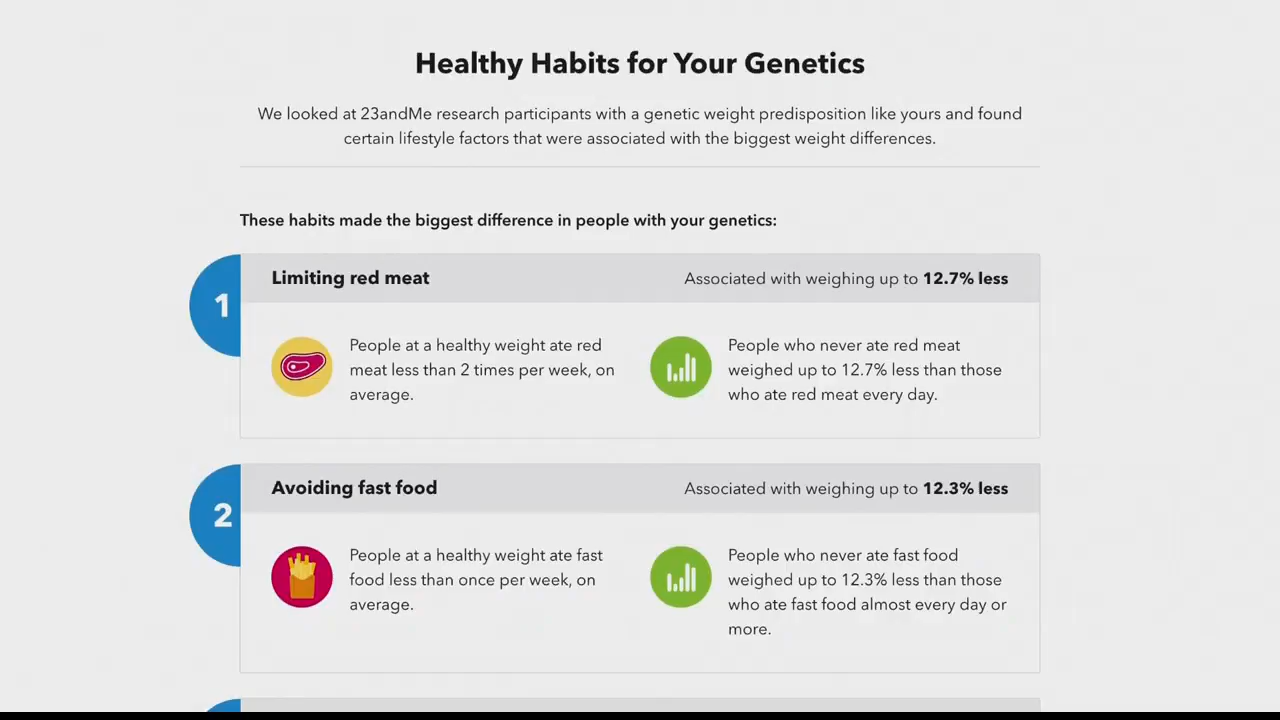 Healthy Habits for Your Genetics
We looked at 23andMe research participants with a genetic weight predisposition like yours and found
certain lifestyle factors that were associated with the biggest weight differences.
These habits made the biggest difference in people with your genetics:
1
Limiting red meat
Associated with weighing up to 12.7% less
People at a healthy weight ate red
meat less than 2 times per week, on
average.
People who never ate red meat
weighed up to 12.7% less than those
who ate red meat every day.
2
Avoiding fast food
Associated with weighing up to 12.3% less
People at a healthy weight ate fast
food less than once per week, on
average.
People who never ate fast food
weighed up to 12.3% less than those
who ate fast food almost every day or
more.